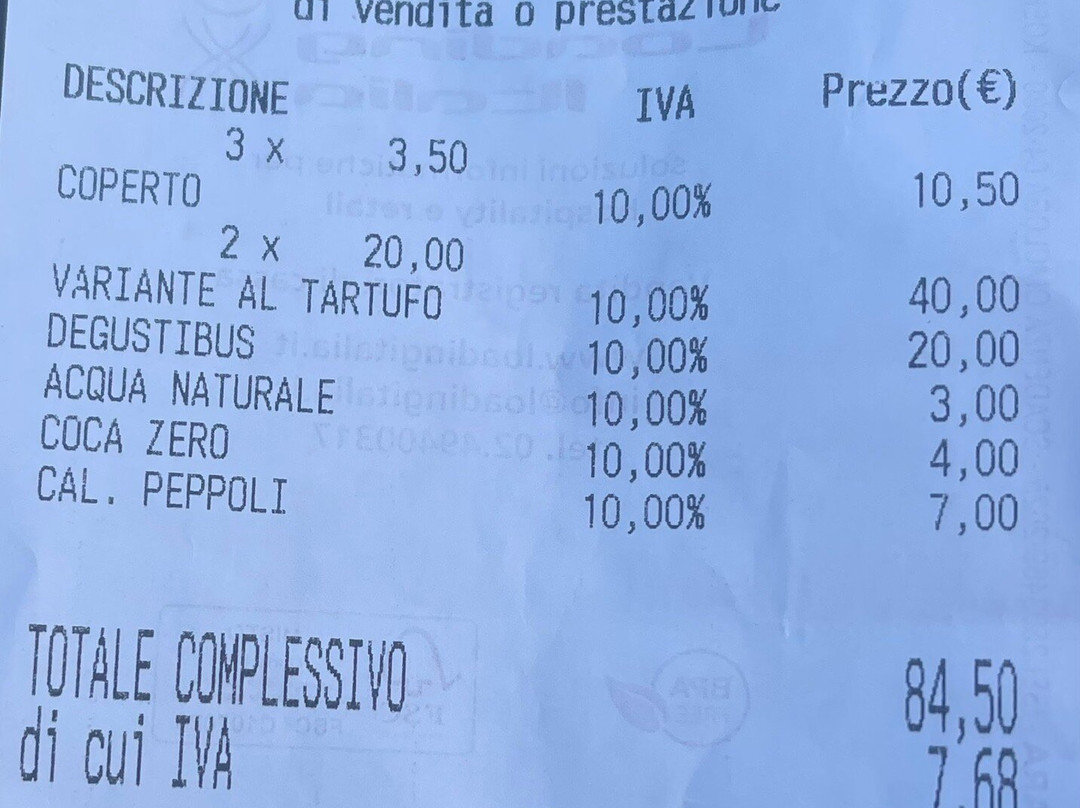 di vendita o prestazione
DESCRIZIONE IVA Prezzo(€)
3 x 3,50
COPERTO 10,00% 10,50
2 x 20,00
VARIANTE AL TARTUFO 10,00% 40,00
DEGUSTIBUS 10,00% 20,00
ACQUA NATURALE 10,00% 3,00
COCA ZERO 10,00% 4,00
CAL. PEPPOLI 10,00% 7,00
TOTALE COMPLESSIVO 84,50
di cui IVA 7,68